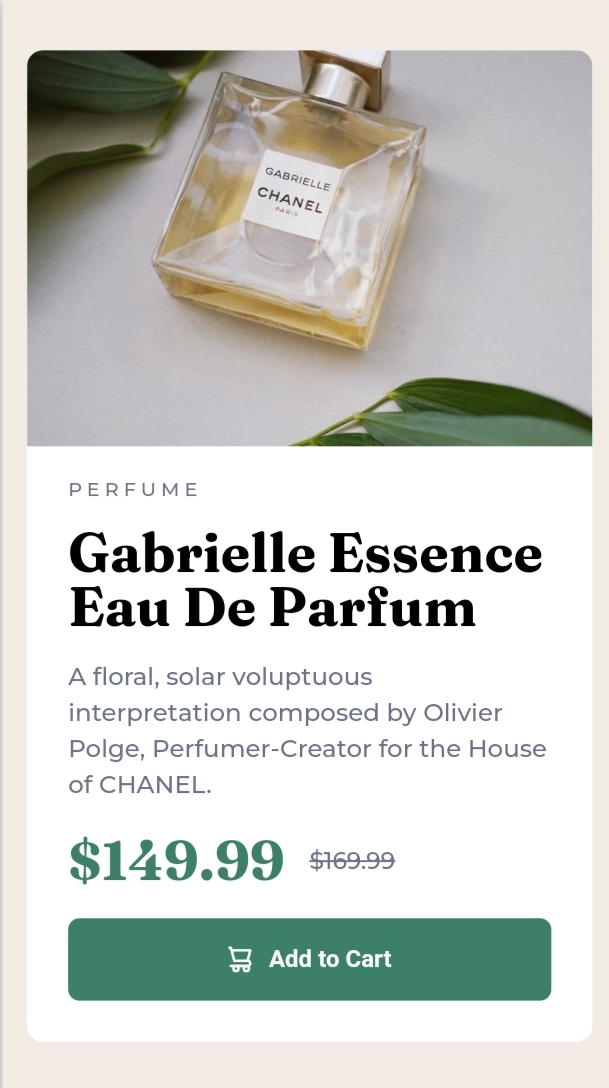 GABRIELLE
CHANEL
PARIS
PERFUME
Gabrielle Essence
Eau De Parfum
A floral, solar voluptuous
interpretation composed by Olivier
Polge, Perfumer-Creator for the House
of CHANEL.
$149.99 $169.99
Add to Cart